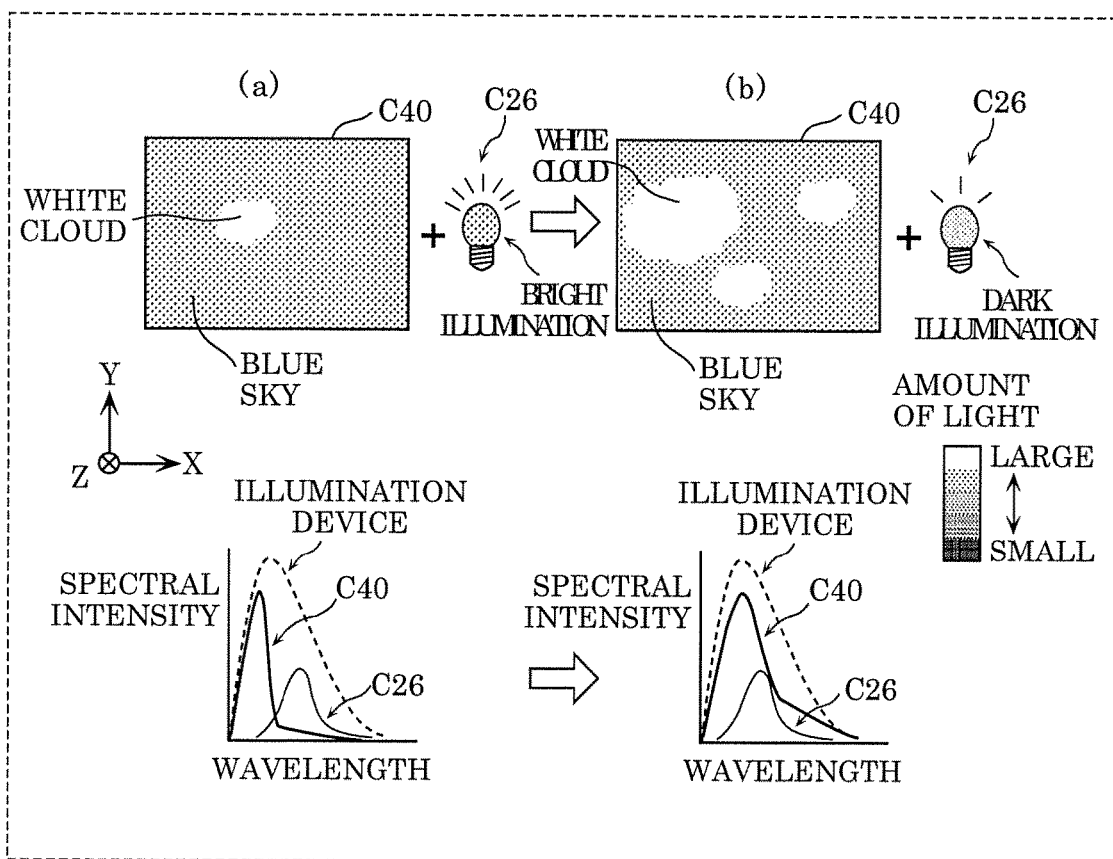 (a)
C40
C26
WHITE
CLOUD
+
BRIGHT
ILLUMINATION
BLUE
SKY
(b)
C40
C26
WHITE
CLOUD
+
DARK
ILLUMINATION
BLUE
SKY
AMOUNT
OF LIGHT
LARGE
SMALL
Y
Z
X
ILLUMINATION
DEVICE
SPECTRAL
INTENSITY
C40
C26
WAVELENGTH
ILLUMINATION
DEVICE
SPECTRAL
INTENSITY
C40
C26
WAVELENGTH